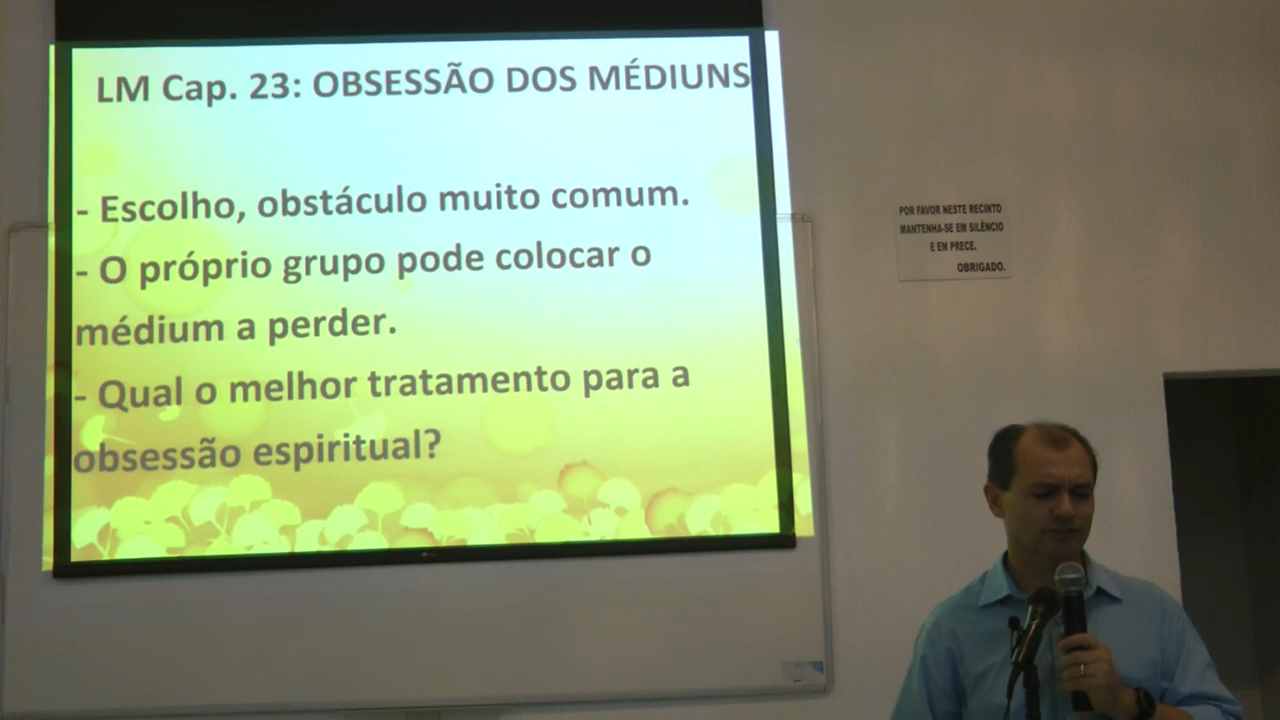 LM Cap. 23: OBSESSÃO DOS MÉDIUNS
- Escolho, obstáculo muito comum.
- O próprio grupo pode colocar o
médium a perder.
- Qual o melhor tratamento para a
obsessão espiritual?
POR FAVOR NESTE RECINTO
MANTENHA-SE EM SILÊNCIO
E EM PRECE.
OBRIGADO.